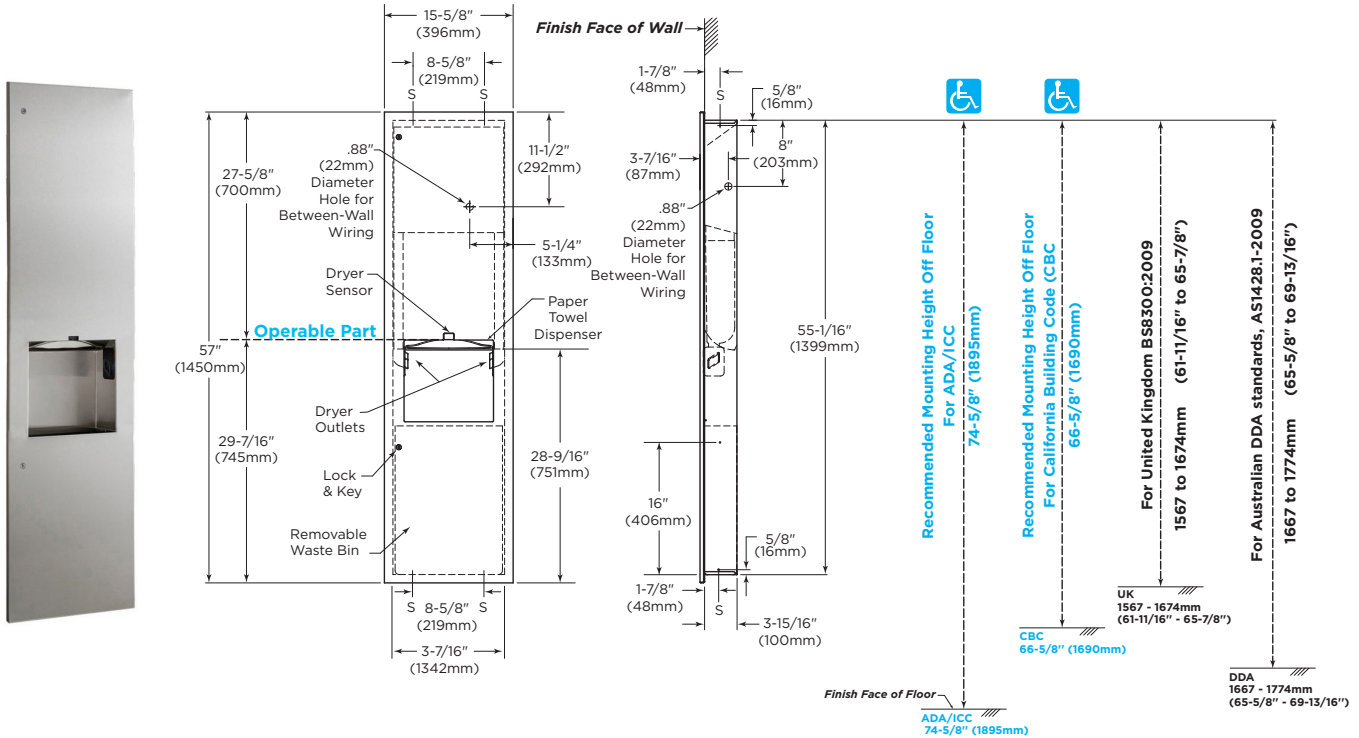 15-5/8"
(396mm)
8-5/8"
(219mm)
S
S
27-5/8"
(700mm)
.88"
(22mm)
Diameter
Hole for
Between-Wall
Wiring
11-1/2"
(292mm)
5-1/4"
(133mm)
Dryer
Sensor
Paper
Towel
Dispenser
Operable Part
57"
(1450mm)
Dryer
Outlets
29-7/16"
(745mm)
28-9/16"
(751mm)
Lock
& Key
Removable
Waste Bin
S
8-5/8"
(219mm)
S
3-7/16"
(1342mm)
Finish Face of Wall
1-7/8"
(48mm)
S
5/8"
(16mm)
8"
(203mm)
3-7/16"
(87mm)
.88"
(22mm)
Diameter
Hole for
Between-Wall
Wiring
55-1/16"
(1399mm)
16"
(406mm)
5/8"
(16mm)
1-7/8"
(48mm)
S
3-15/16"
(100mm)
Recommended Mounting Height Off Floor
For ADA/ICC
74-5/8" (1895mm)
Recommended Mounting Height Off Floor
For California Building Code (CBC
66-5/8" (1690mm)
For United Kingdom BS8300:2009
1567 to 1674mm (61-11/16" to 65-7/8")
For Australian DDA standards, AS1428.1-2009
1667 to 1774mm (65-5/8" to 69-13/16")
UK
1567 - 1674mm
(61-11/16" - 65-7/8")
CBC
66-5/8" (1690mm)
DDA
1667 - 1774mm
(65-5/8" - 69-13/16")
Finish Face of Floor
ADA/ICC
74-5/8" (1895mm)